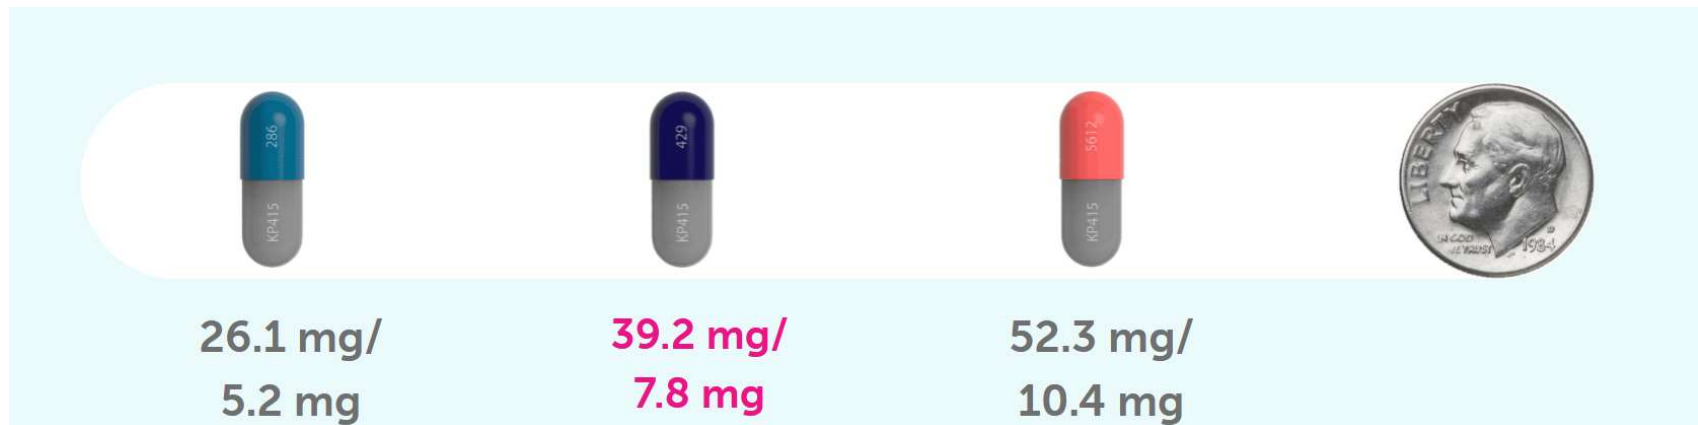 286
KP415
429
KP415
5612
KP415
LIBERTY
IN GOD
WE TRUST
D
1984
26.1 mg/
5.2 mg
39.2 mg/
7.8 mg
52.3 mg/
10.4 mg